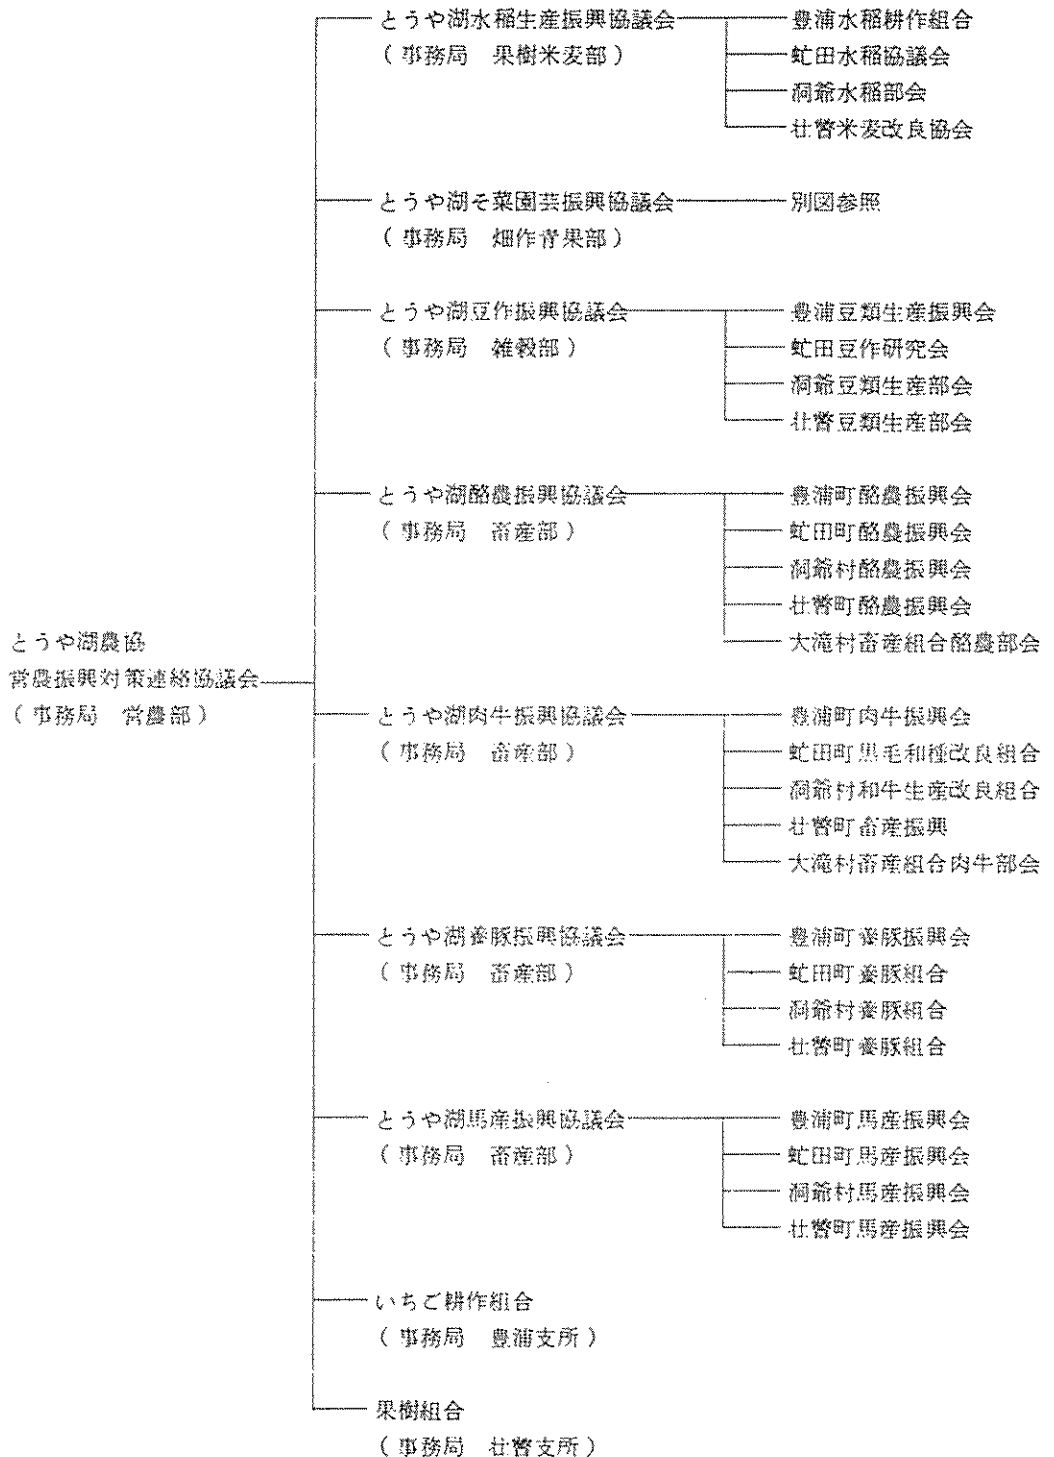 とうや湖農協
営農振興対策連絡協議会
(事務局 営農部)
とうや湖水稲生産振興協議会
(事務局 果樹米麦部)
豊浦水稲耕作組合
虻田水稲協議会
洞爺水稲部会
壮瞥米麦改良協会
とうや湖そ菜園芸振興協議会
(事務局 畑作青果部)
別図参照
とうや湖豆作振興協議会
(事務局 雑穀部)
豊浦豆類生産振興会
虻田豆作研究会
洞爺豆類生産部会
壮瞥豆類生産部会
とうや湖酪農振興協議会
(事務局 畜産部)
豊浦町酪農振興会
虻田町酪農振興会
洞爺村酪農振興会
壮瞥町酪農振興会
大滝村畜産組合酪農部会
とうや湖肉牛振興協議会
(事務局 畜産部)
豊浦町肉牛振興会
虻田町黒毛和種改良組合
洞爺村和牛生産改良組合
壮瞥町畜産振興
大滝村畜産組合肉牛部会
とうや湖養豚振興協議会
(事務局 畜産部)
豊浦町養豚振興会
虻田町養豚組合
洞爺村養豚組合
壮瞥町養豚組合
とうや湖馬産振興協議会
(事務局 畜産部)
豊浦町馬産振興会
虻田町馬産振興会
洞爺村馬産振興会
壮瞥町馬産振興会
いちご耕作組合
(事務局 豊浦支所)
果樹組合
(事務局 壮瞥支所)